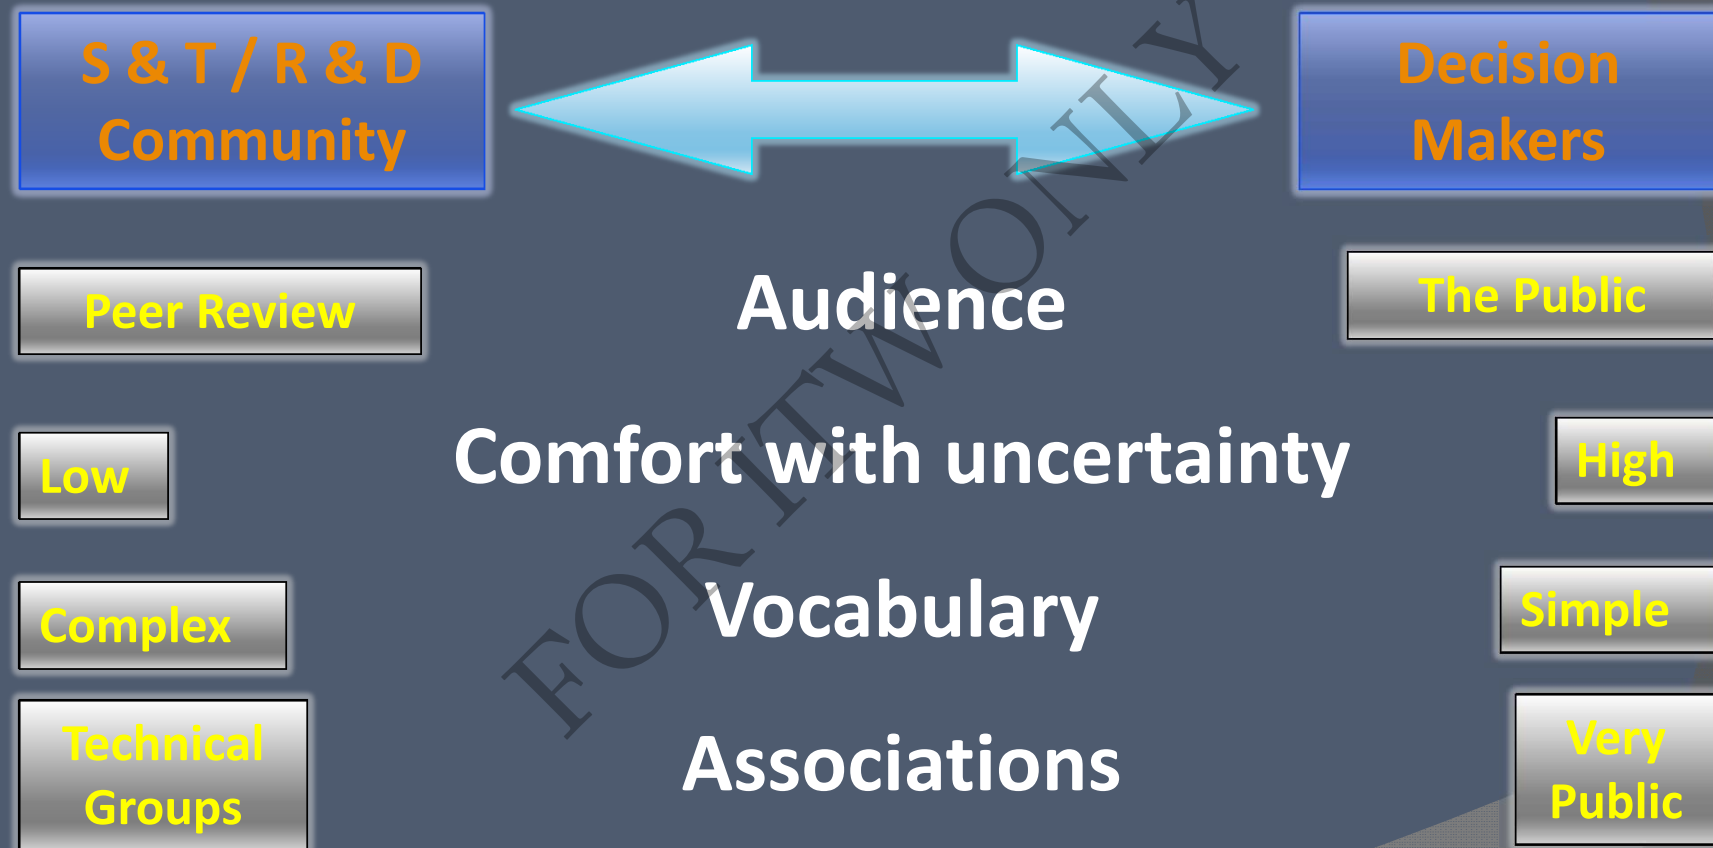 S & T / R & D
Community
Decision
Makers
Peer Review
Audience
The Public
Low
Comfort with uncertainty
High
Complex
Vocabulary
Simple
Technical
Groups
Associations
Very
Public
FOR ITW ONLY